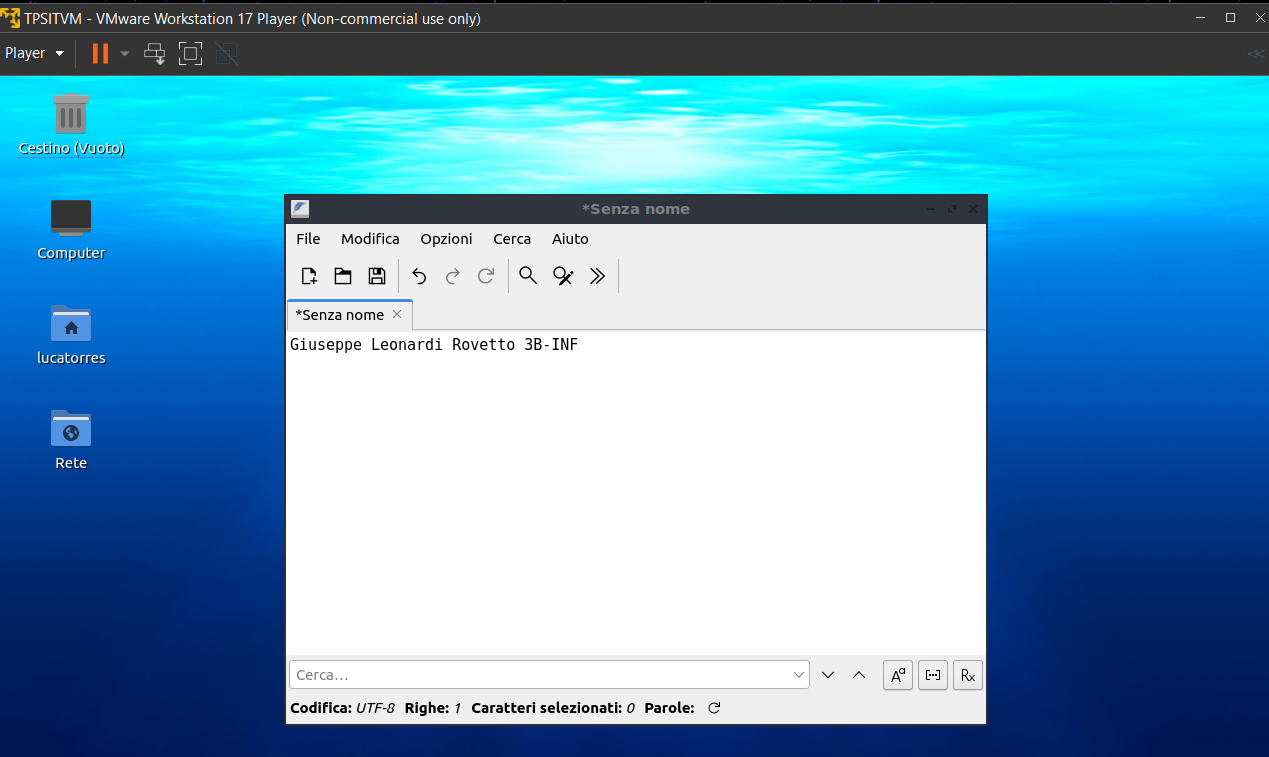 TPSITVM - VMware Workstation 17 Player (Non-commercial use only)
Player
Cestino (Vuoto)
Computer
lucatorres
Rete
*Senza nome
File Modifica Opzioni Cerca Aiuto
*Senza nome
Giuseppe Leonardi Rovetto 3B-INF
Cerca...
Aa
Rx
Codifica: UTF-8 Righe: 1 Caratteri selezionati: 0 Parole: